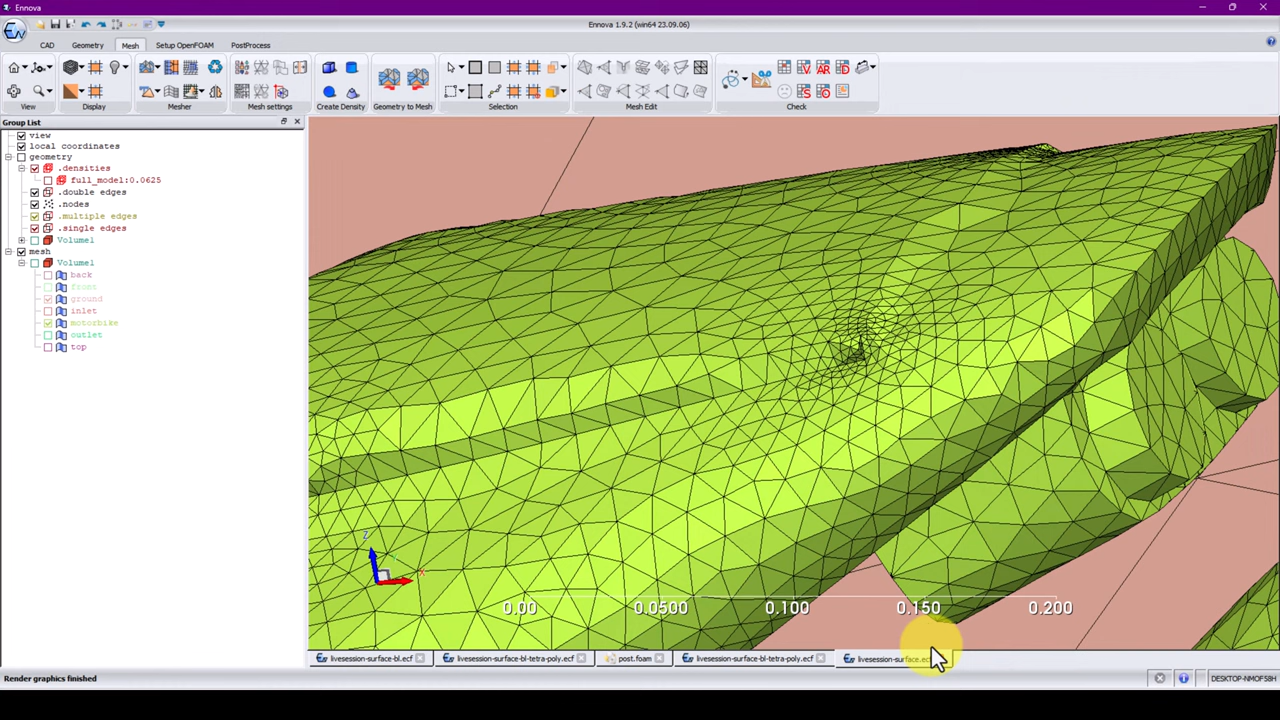 Ennova
Ennova 1.9.2 (win64 23.09.06)
CAD Geometry Mesh Setup OpenFOAM PostProcess
View Display Mesher Mesh settings Create Density Geometry to Mesh Selection Mesh Edit Check
Group List
view
local coordinates
geometry
.densities
full_model:0.0625
.double edges
.nodes
.multiple edges
.single edges
Volume1
mesh
Volume1
back
front
ground
inlet
motorbike
outlet
top
Z
X
0.00 0.0500 0.100 0.150 0.200
livesession-surface-bl.ecf livesession-surface-bl-tetra-poly.ecf post.foam livesession-surface-bl-tetra-poly.ecf livesession-surface.ecf
Render graphics finished
DESKTOP-NMOF58H